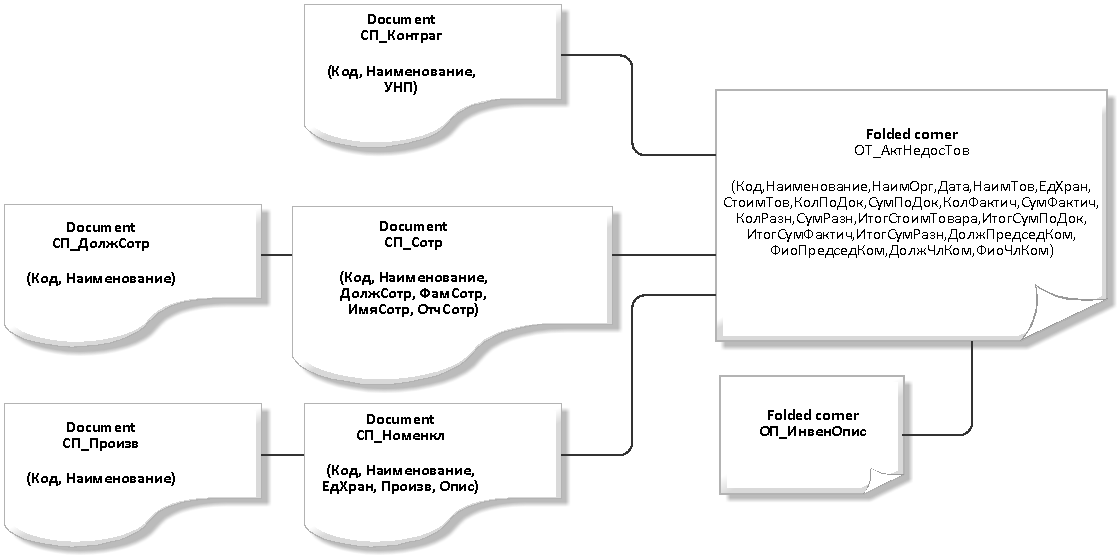 Document
СП_Контраг
(Код, Наименование,
УНП)
Folded corner
ОТ_АктНедосТов
(Код,Наименование,НаимОрг,Дата,НаимТов,ЕдХран,
СтоимТов,КолПоДок,СумПоДок,КолФактич,СумФактич,
КолРазн,СумРазн,ИтогСтоимТовара,ИтогСумПоДок,
ИтогСумФактич,ИтогСумРазн,ДолжПредседКом,
ФиоПредседКом,ДолжЧлКом,ФиоЧлКом)
Document
СП_ДолжСотр
(Код, Наименование)
Document
СП_Сотр
(Код, Наименование,
ДолжСотр, ФамСотр,
ИмяСотр, ОтчСотр)
Document
СП_Произв
(Код, Наименование)
Document
СП_Номенкл
(Код, Наименование,
ЕдХран, Произв, Опис)
Folded corner
ОП_ИнвенОпис